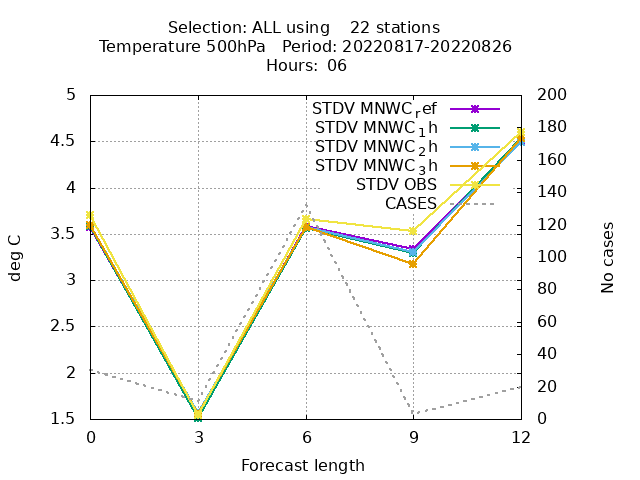 Selection: ALL using    22 stations
Temperature 500hPa   Period: 20220817-20220826
Hours:  06
STDV MNWC_ref
STDV MNWC_1h
STDV MNWC_2h
STDV MNWC_3h
STDV OBS
CASES
5
4.5
4
3.5
3
2.5
2
1.5
deg C
200
180
160
140
120
100
80
60
40
20
0
No cases
0 3 6 9 12
Forecast length